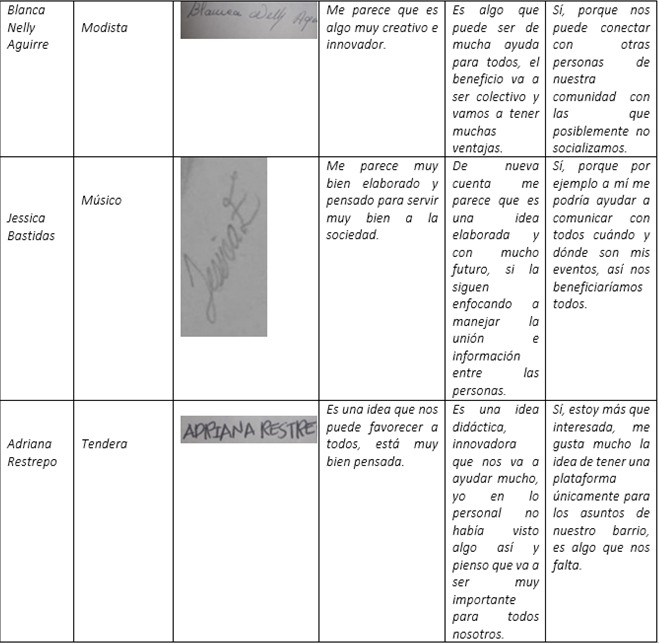 Blanca
Nelly
Aguirre
Modista
Blanca Nelly
Me parece que es
algo muy creativo e
innovador.
Es algo que
puede ser de
mucha ayuda
para todos, el
beneficio va a
ser colectivo y
vamos a tener
muchas
ventajas.
Sí, porque nos
puede conectar
con otras
personas de
nuestra
comunidad con
las que
posiblemente no
socializamos.
Jessica
Bastidas
Músico
Me parece muy
bien elaborado y
pensado para servir
muy bien a la
sociedad.
De nueva
cuenta me
parece que es
una idea
elaborada y
con mucho
futuro, si la
siguen
enfocando a
manejar la
unión e
información
entre las
personas.
Sí, porque por
ejemplo a mí me
podría ayudar a
comunicar con
todos cuándo y
dónde son mis
eventos, así nos
beneficiaríamos
todos.
Adriana
Restrepo
Tendera
ADRIANA RESTRE
Es una idea que nos
puede favorecer a
todos, está muy
bien pensada.
Es una idea
didáctica,
innovadora
que nos va a
ayudar mucho,
yo en lo
personal no
había visto
algo así y
pienso que va a
ser muy
importante
para todos
nosotros.
Sí, estoy más que
interesada, me
gusta mucho la
idea de tener una
plataforma
únicamente para
los asuntos de
nuestro barrio,
es algo que nos
falta.